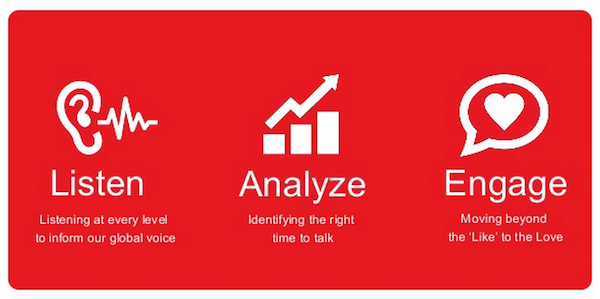 Listen
Listening at every level
to inform our global voice
Analyze
Identifying the right
time to talk
Engage
Moving beyond
the ‘Like’ to the Love